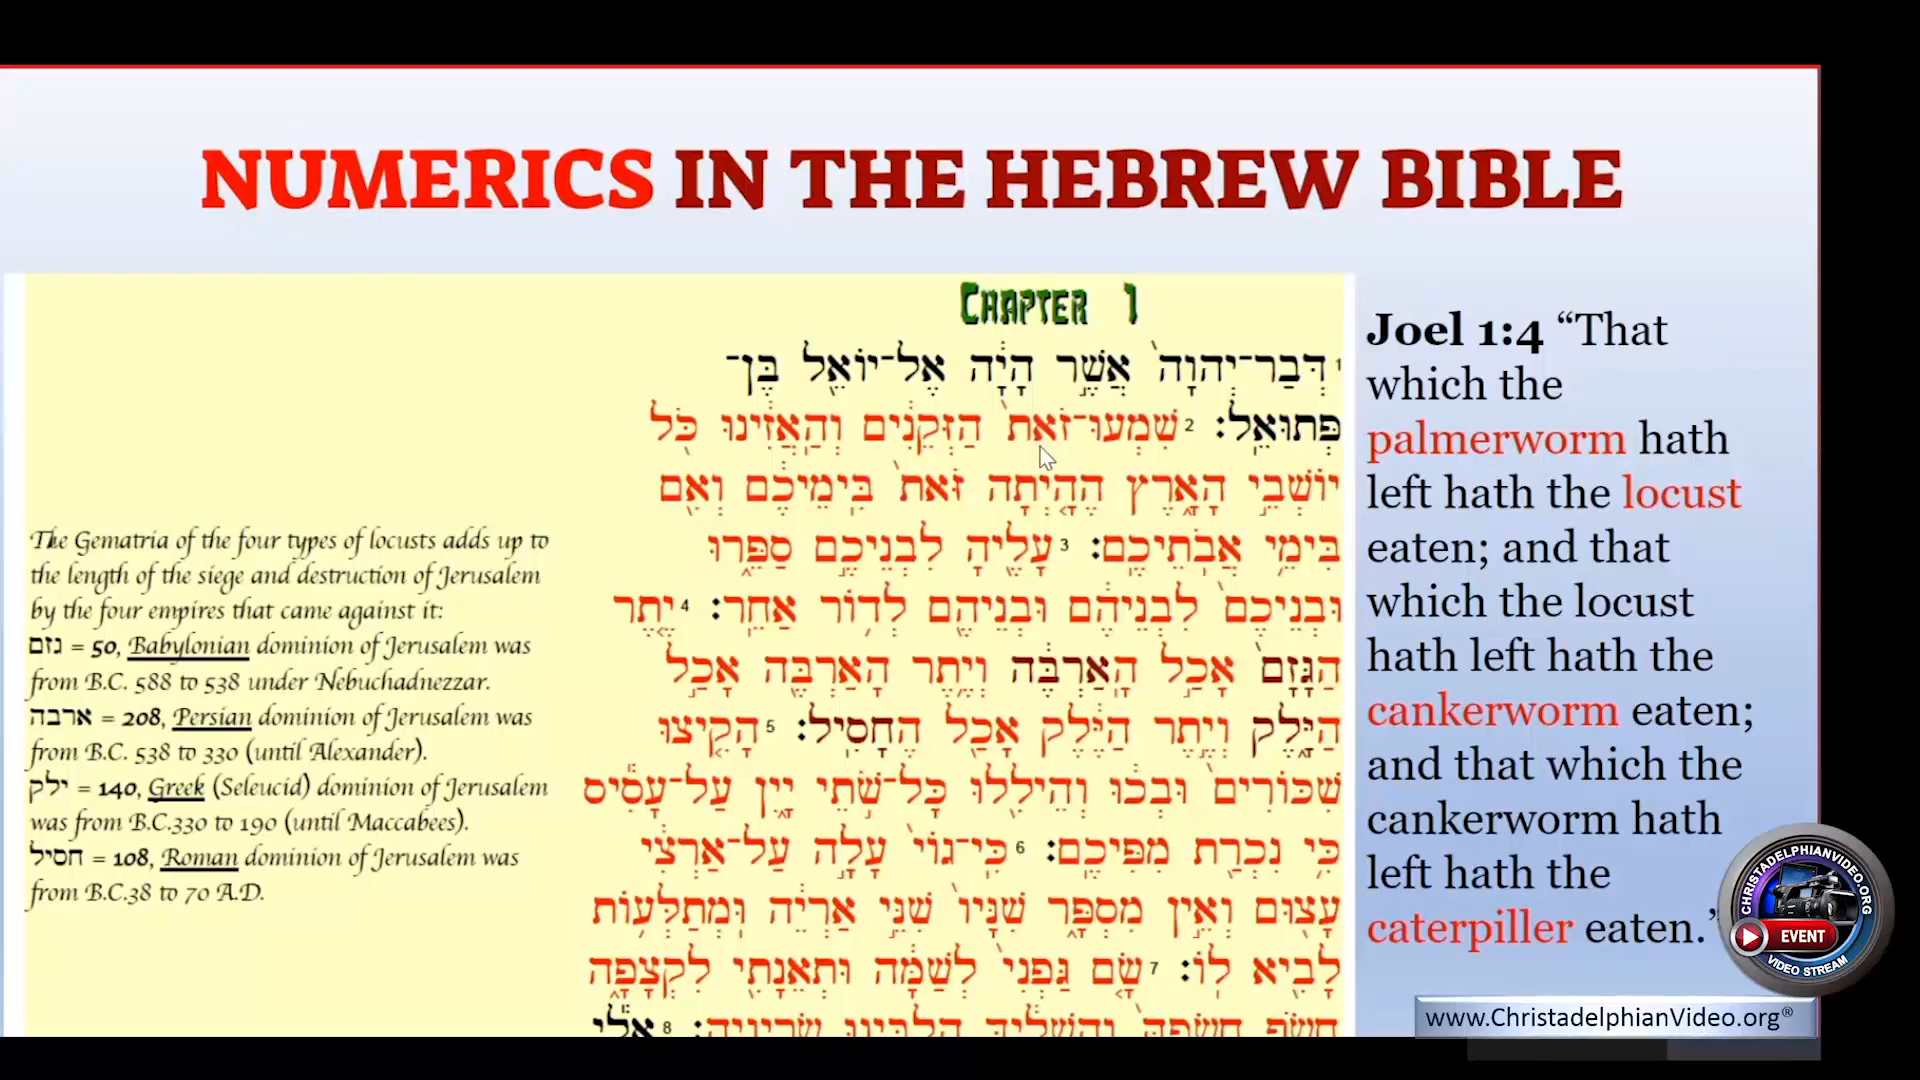 NUMERICS IN THE HEBREW BIBLE
CHAPTER 1
1 דְּבַר־יְהוָה֙ אֲשֶׁ֣ר הָיָ֔ה אֶל־יוֹאֵ֖ל בֶּן־
פְּתוּאֵֽל׃ 2 שִׁמְעוּ־זֹאת֙ הַזְּקֵנִ֔ים וְהַֽאֲזִ֔ינוּ כֹּ֖ל
יוֹשְׁבֵ֣י הָאָ֑רֶץ הֶהָ֤יְתָה זֹּאת֙ בִּֽימֵיכֶ֔ם וְאִ֖ם
בִּימֵ֥י אֲבֹֽתֵיכֶֽם׃ 3 עָלֶ֖יהָ לִבְנֵיכֶ֣ם סַפֵּ֑רוּ
וּבְנֵיכֶם֙ לִבְנֵיהֶ֔ם וּבְנֵיהֶ֖ם לְד֥וֹר אַחֵֽר׃ 4 יֶ֤תֶר
הַגָּזָם֙ אָכַ֣ל הָֽאַרְבֶּ֔ה וְיֶ֥תֶר הָאַרְבֶּ֖ה אָכַ֣ל
הַיָּ֑לֶק וְיֶ֣תֶר הַיֶּ֔לֶק אָכַ֖ל הֶחָסִֽיל׃ 5 הָקִ֤יצוּ
שִׁכּוֹרִים֙ וּבְכ֔וּ וְהֵילִ֖לוּ כָּל־שֹׁ֣תֵי יָ֑יִן עַל־עָסִ֕יס
כִּ֥י נִכְרַ֖ת מִפִּיכֶֽם׃ 6 כִּֽי־גוֹי֙ עָלָ֣ה עַל־אַרְצִ֔י
עָצ֖וּם וְאֵ֣ין מִסְפָּ֑ר שִׁנָּיו֙ שִׁנֵּ֣י אַרְיֵ֔ה וּֽמְתַלְּע֥וֹת
לָבִ֖יא לֽוֹ׃ 7 שָׂ֤ם גַּפְנִי֙ לְשַׁמָּ֔ה וּתְאֵנָתִ֖י לִקְצָפָ֑ה
חָשֹׂ֤ף חֲשָׂפָהּ֙ וְהִשְׁלִ֔יךְ הִלְבִּ֖ינוּ שָׂרִיגֶֽיהָ׃ 8 אֱלִ֕י
The Gematria of the four types of locusts adds up to
the length of the siege and destruction of Jerusalem
by the four empires that came against it:
גזם = 50, Babylonian dominion of Jerusalem was
from B.C. 588 to 538 under Nebuchadnezzar.
ארבה = 208, Persian dominion of Jerusalem was
from B.C. 538 to 330 (until Alexander).
ילק = 140, Greek (Seleucid) dominion of Jerusalem
was from B.C.330 to 190 (until Maccabees).
חסיל = 108, Roman dominion of Jerusalem was
from B.C.38 to 70 A.D.
Joel 1:4 “That
which the
palmerworm hath
left hath the locust
eaten; and that
which the locust
hath left hath the
cankerworm eaten;
and that which the
cankerworm hath
left hath the
caterpiller eaten.”
CHRISTADELPHIANVIDEO.ORG
EVENT
VIDEO STREAM
www.ChristadelphianVideo.org®